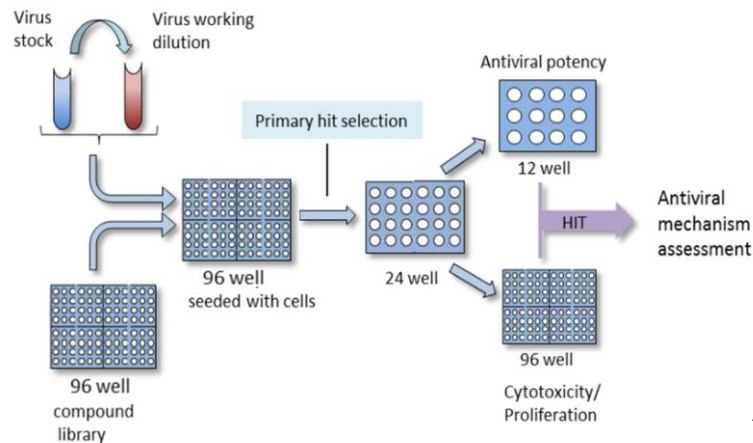 Virus
stock
Virus working
dilution
96 well
compound
library
96 well
seeded with cells
Primary hit selection
24 well
Antiviral potency
12 well
HIT
96 well
Cytotoxicity/
Proliferation
Antiviral
mechanism
assessment